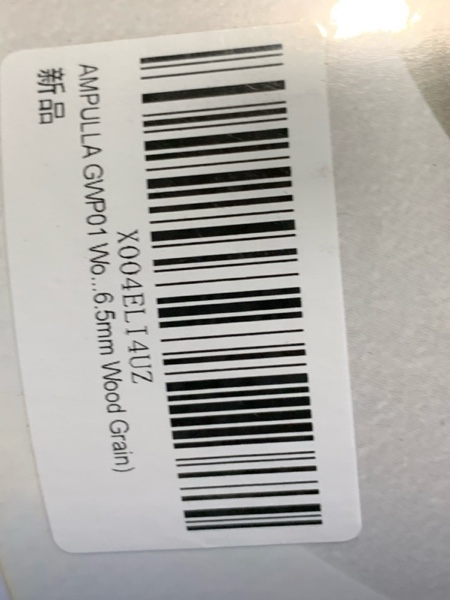 X004ELI4UZ
AMPULLA GWP01 Wo...6.5mm Wood Grain)
新品